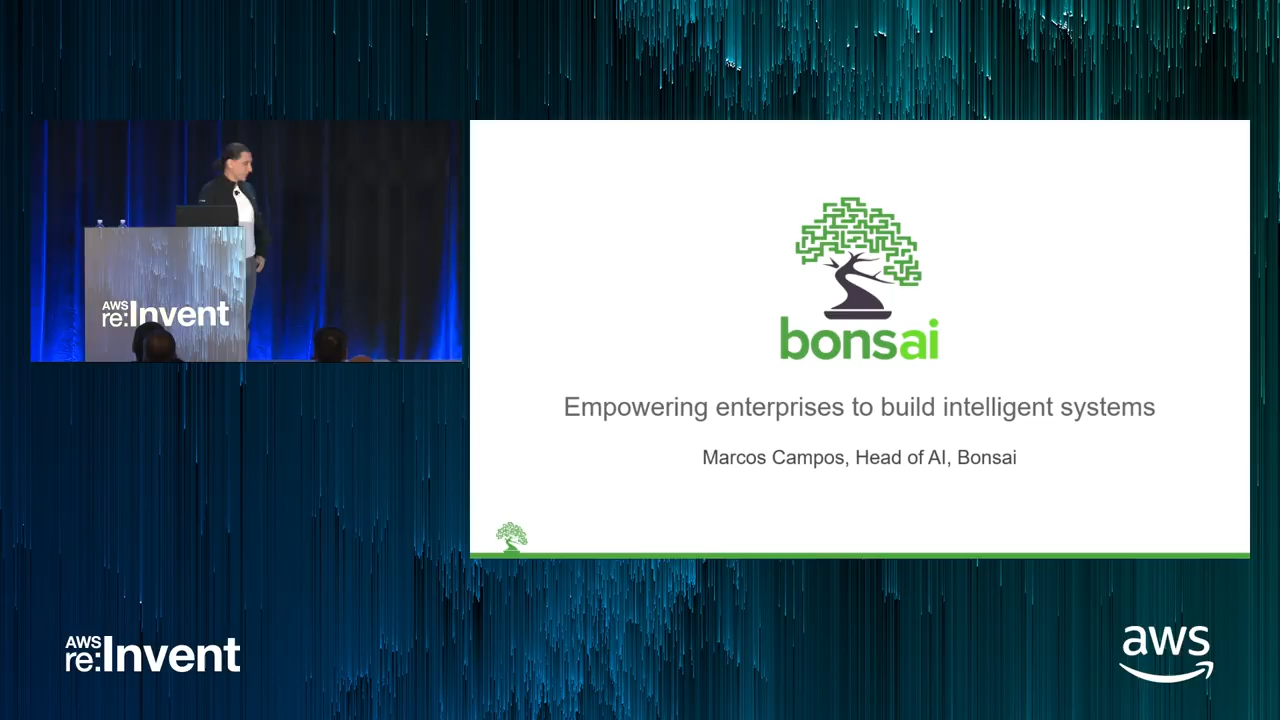 AWS
re:Invent
bonsai
Empowering enterprises to build intelligent systems
Marcos Campos, Head of AI, Bonsai
AWS
re:Invent
aws